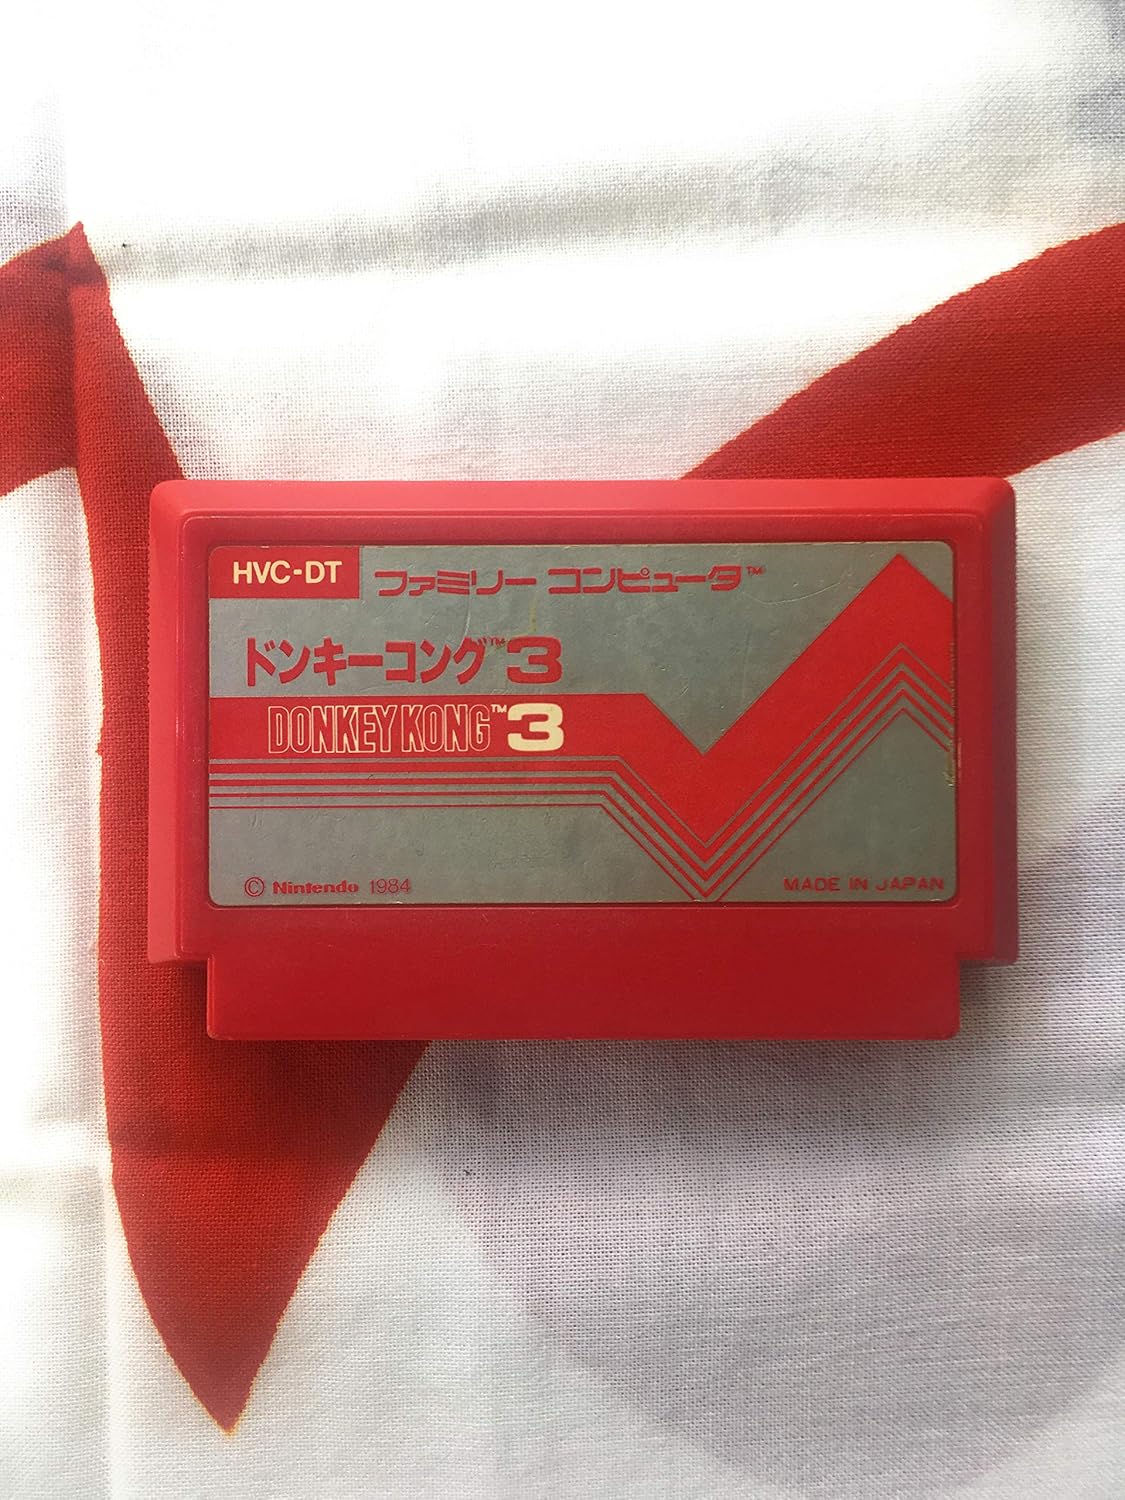 HVC-DT ファミリー コンピュータ™
ドンキーコング™3
DONKEY KONG™3
© Nintendo 1984 MADE IN JAPAN